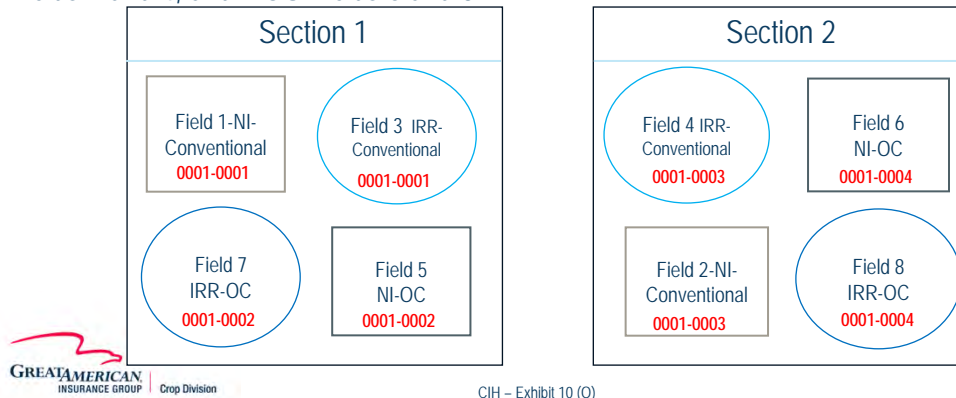 Section 1
Field 1-NI-
Conventional
0001-0001
Field 3 IRR-
Conventional
0001-0001
Field 7
IRR-OC
0001-0002
Field 5
NI-OC
0001-0002
Section 2
Field 4 IRR-
Conventional
0001-0003
Field 6
NI-OC
0001-0004
Field 2-NI-
Conventional
0001-0003
Field 8
IRR-OC
0001-0004
GREATAMERICAN.
INSURANCE GROUP | Crop Division
CIH – Exhibit 10 (O)